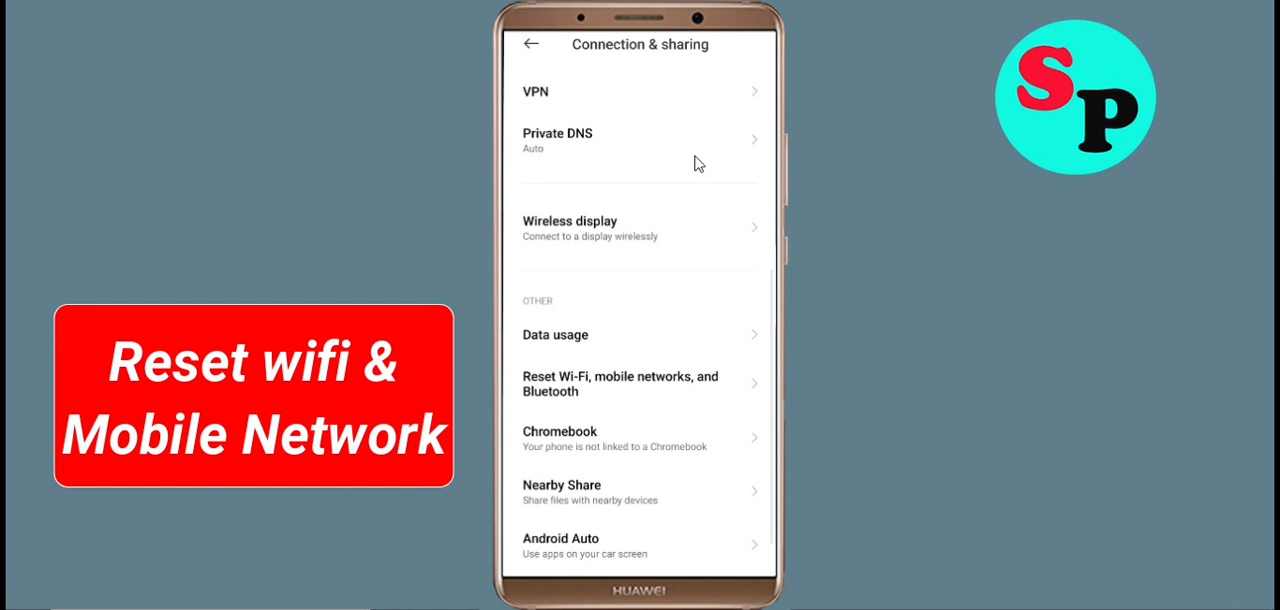 Connection & sharing
VPN
Private DNS
Auto
Wireless display
Connect to a display wirelessly
OTHER
Data usage
Reset Wi-Fi, mobile networks, and
Bluetooth
Chromebook
Your phone is not linked to a Chromebook
Nearby Share
Share files with nearby devices
Android Auto
Use apps on your car screen
HUAWEI
Reset wifi &
Mobile Network
SP